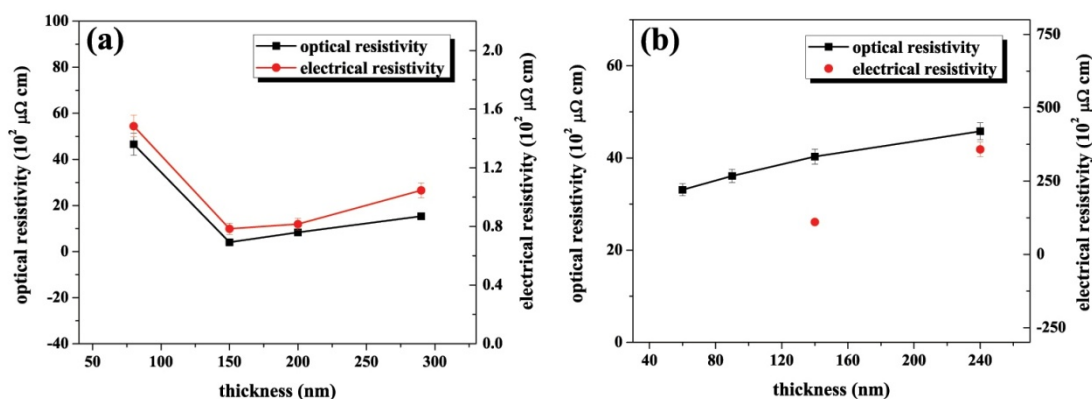 (a)
optical resistivity
electrical resistivity
optical resistivity (10² μΩ cm)
100
80
60
40
20
0
-20
-40
electrical resistivity (10² μΩ cm)
2.0
1.6
1.2
0.8
0.4
0.0
50 100 150 200 250 300
thickness (nm)
(b)
optical resistivity
electrical resistivity
optical resistivity (10² μΩ cm)
60
40
20
0
electrical resistivity (10² μΩ cm)
750
500
250
0
-250
40 80 120 160 200 240
thickness (nm)